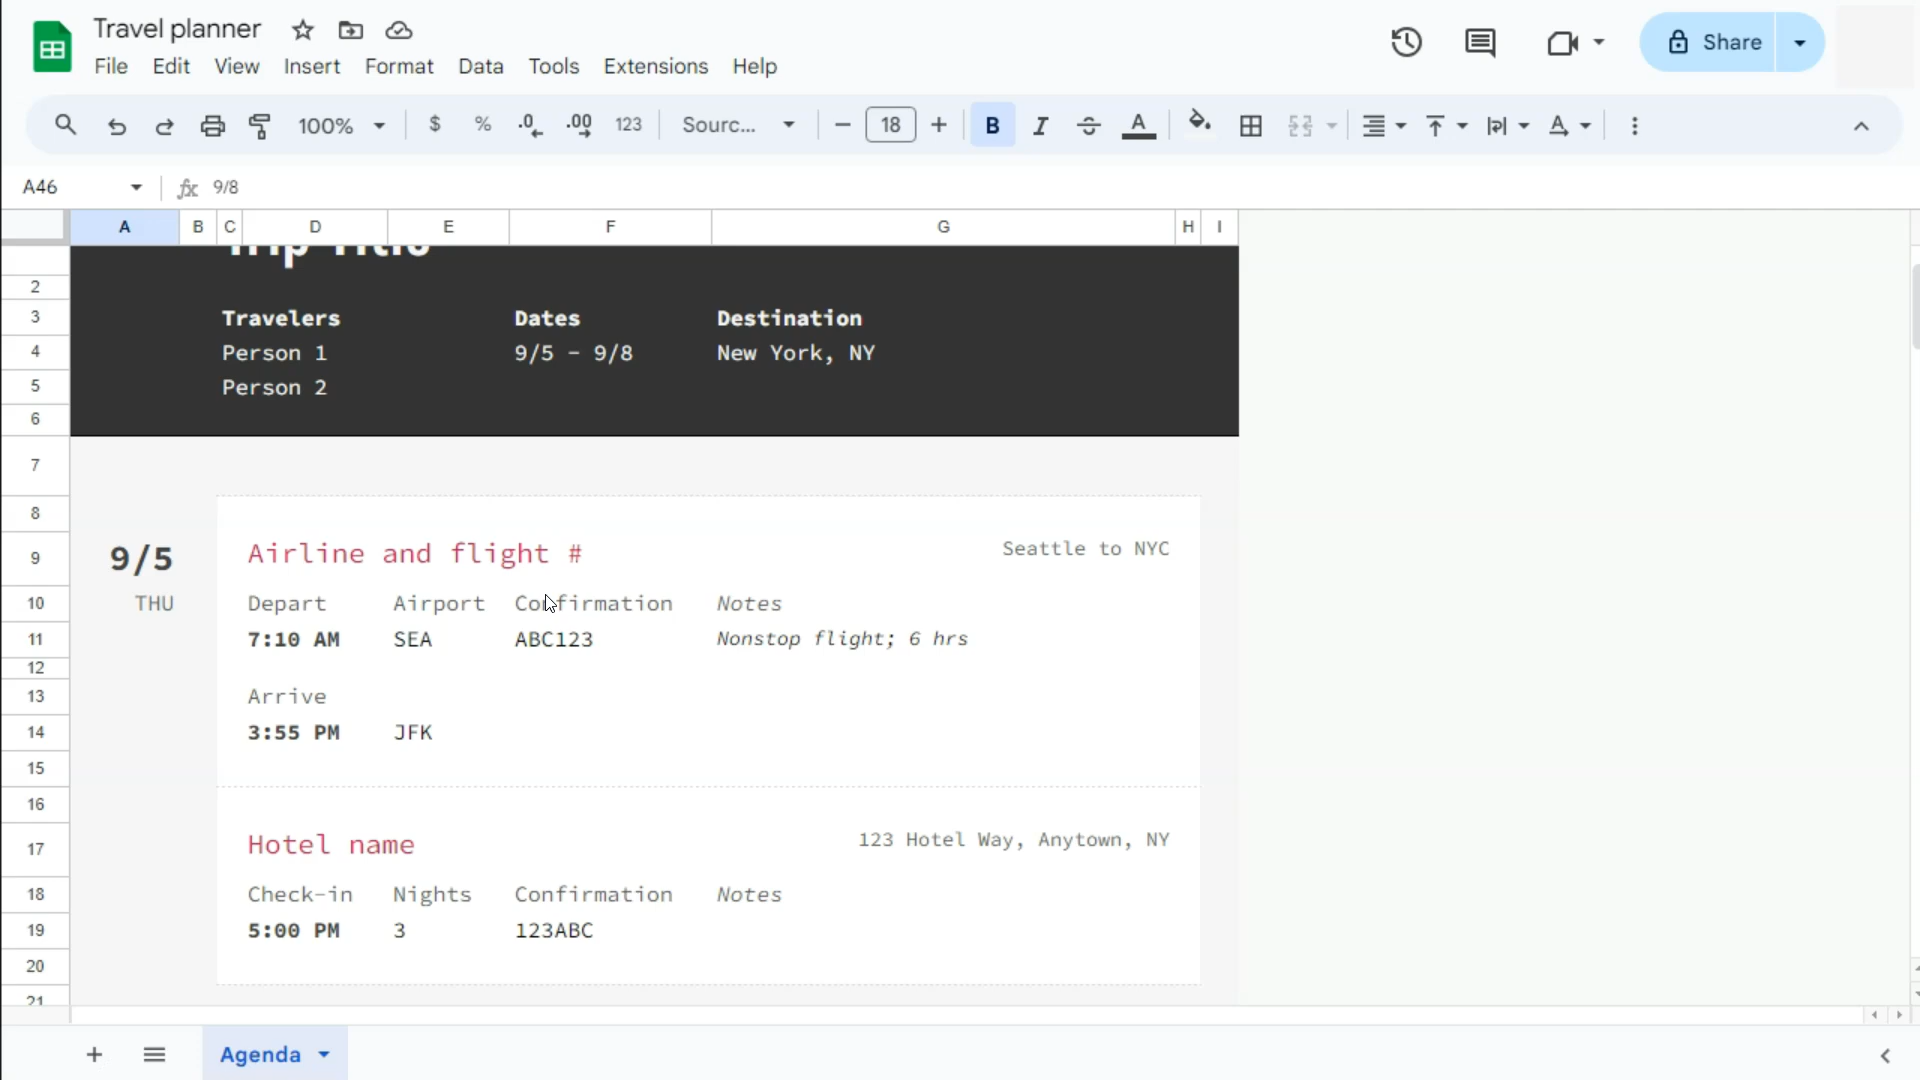 Travel planner
File Edit View Insert Format Data Tools Extensions Help
Share
100% $ % .0 .00 123 Sourc... 18 B I A A
A46 fx 9/8
A B C D E F G H I
Trip Title
2
3 Travelers Dates Destination
4 Person 1 9/5 - 9/8 New York, NY
5 Person 2
6
7
8
9 9/5 Airline and flight # Seattle to NYC
10 THU Depart Airport Confirmation Notes
11 7:10 AM SEA ABC123 Nonstop flight; 6 hrs
12
13 Arrive
14 3:55 PM JFK
15
16
17 Hotel name 123 Hotel Way, Anytown, NY
18 Check-in Nights Confirmation Notes
19 5:00 PM 3 123ABC
20
21
Agenda